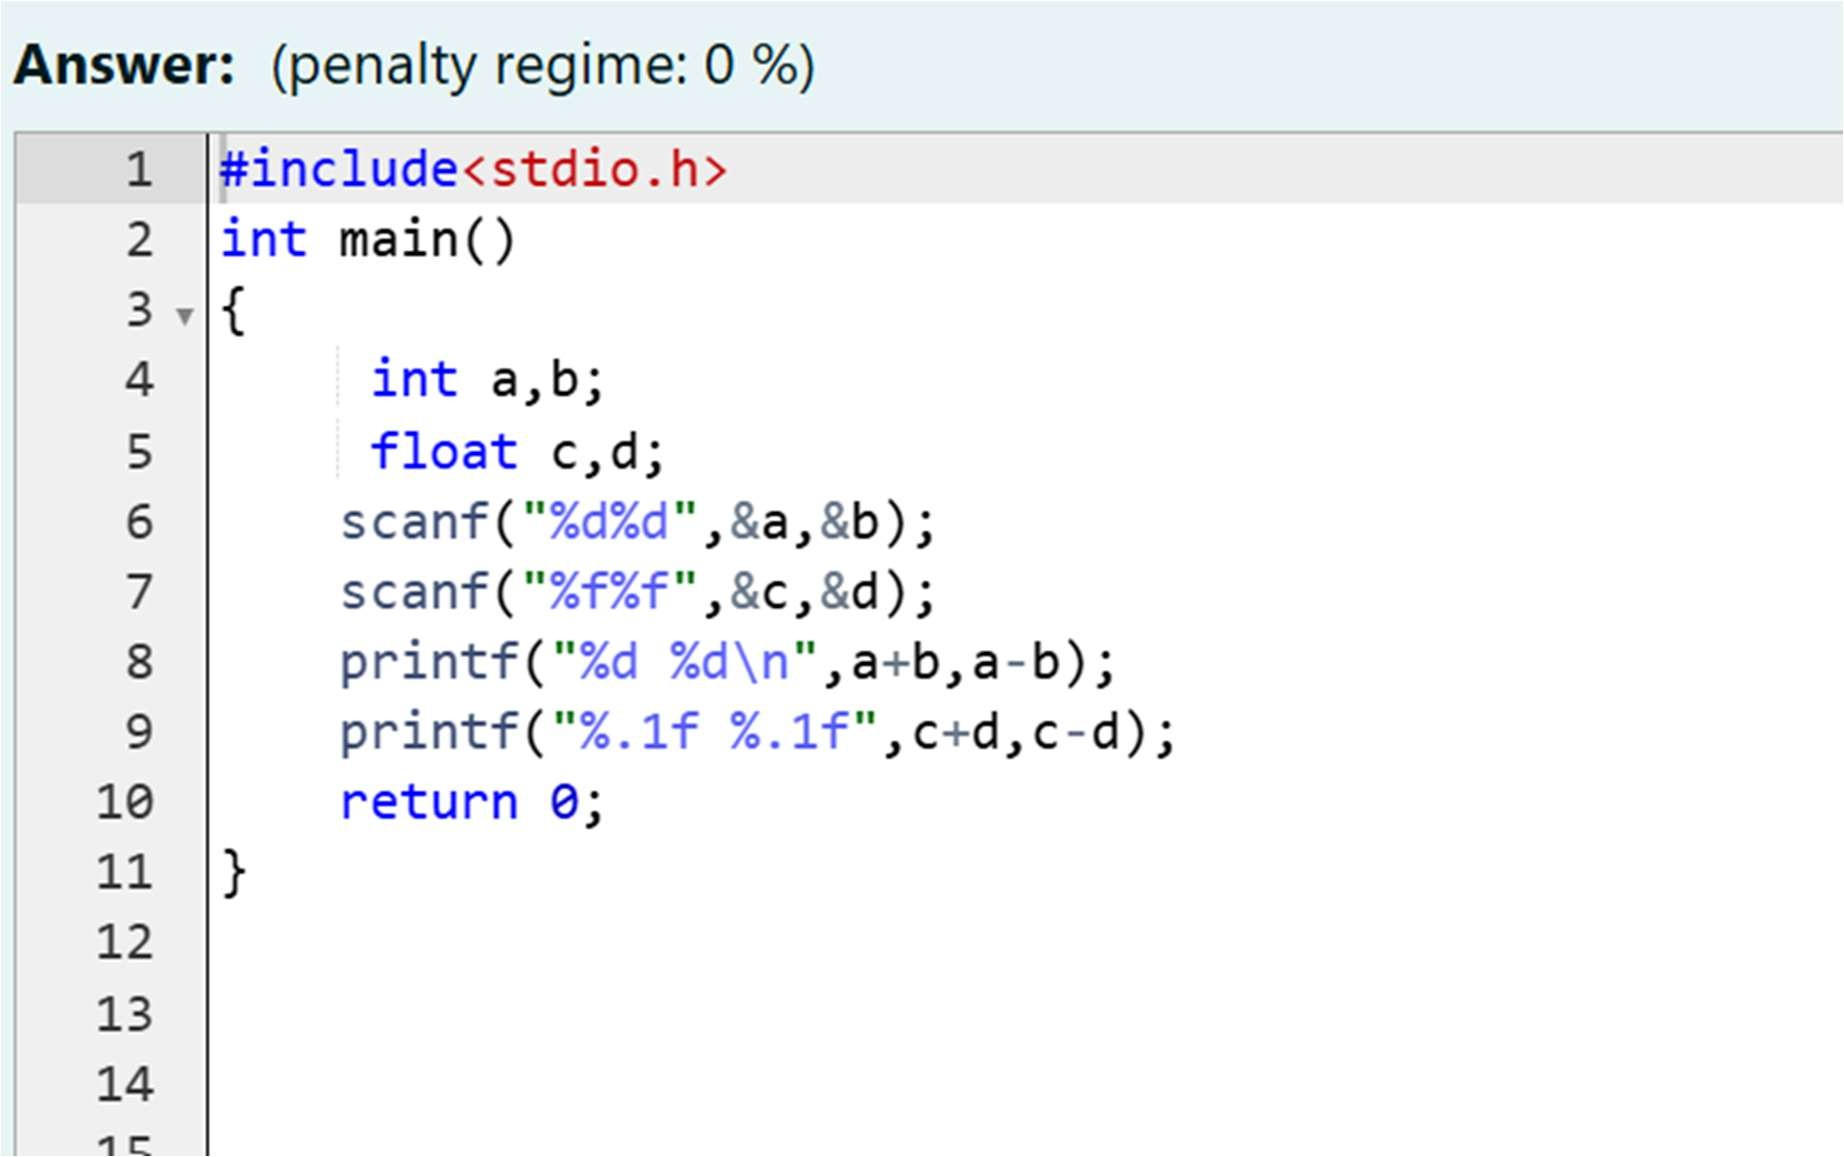 Answer: (penalty regime: 0 %)
1 #include<stdio.h>
2 int main()
3 {
4 int a,b;
5 float c,d;
6 scanf("%d%d",&a,&b);
7 scanf("%f%f",&c,&d);
8 printf("%d %d\n",a+b,a-b);
9 printf("%.1f %.1f",c+d,c-d);
10 return 0;
11 }
12
13
14
15